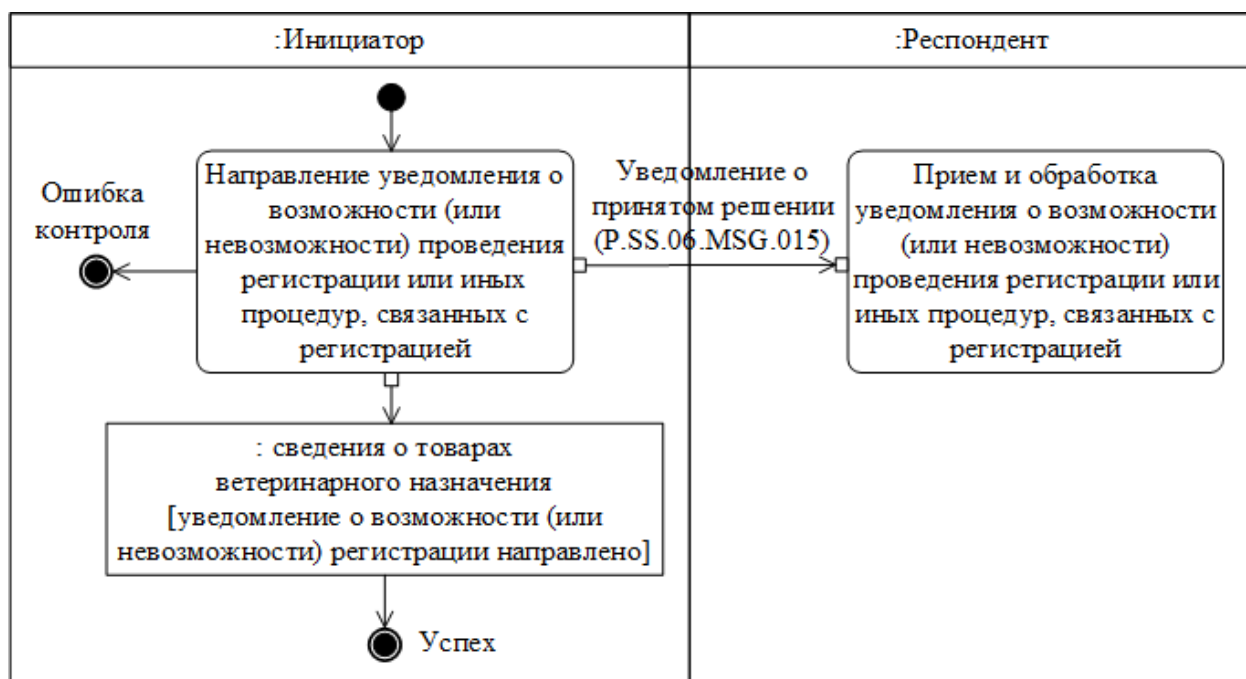 :Инициатор
:Респондент
Ошибка
контроля
Направление уведомления о
возможности (или
невозможности) проведения
регистрации или иных
процедур, связанных с
регистрацией
Уведомление о
принятом решении
(P.SS.06.MSG.015)
Прием и обработка
уведомления о возможности
(или невозможности)
проведения регистрации или
иных процедур, связанных с
регистрацией
: сведения о товарах
ветеринарного назначения
[уведомление о возможности (или
невозможности) регистрации направлено]
Успех